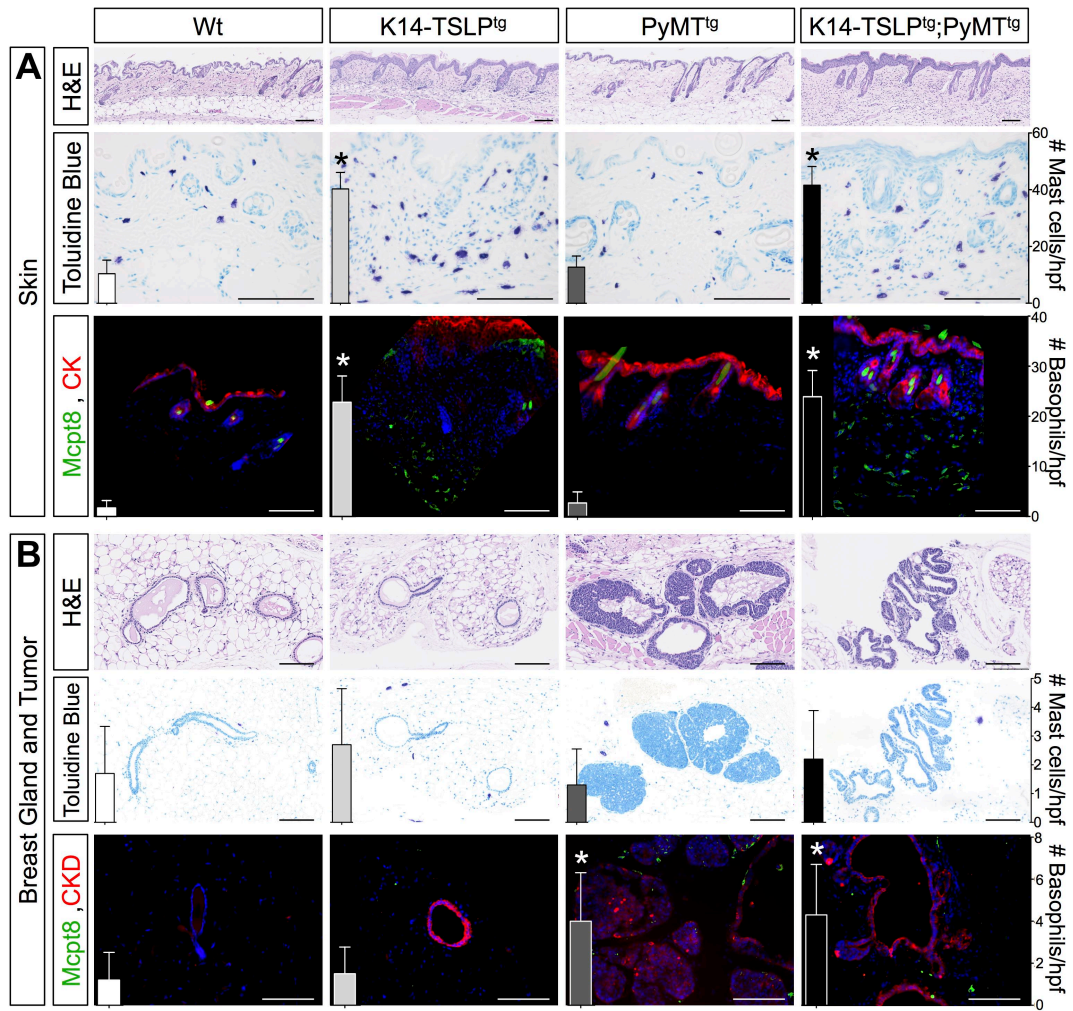 Wt
K14-TSLPtg
PyMTtg
K14-TSLPtg;PyMTtg
A
Skin
H&E
Toluidine Blue
*
*
60
40
20
0
# Mast cells/hpf
Mcpt8 , CK
*
*
40
30
20
10
0
# Basophils/hpf
B
Breast Gland and Tumor
H&E
Toluidine Blue
5
4
3
2
1
0
# Mast cells/hpf
Mcpt8 ,CKD
*
*
8
6
4
2
0
# Basophils/hpf